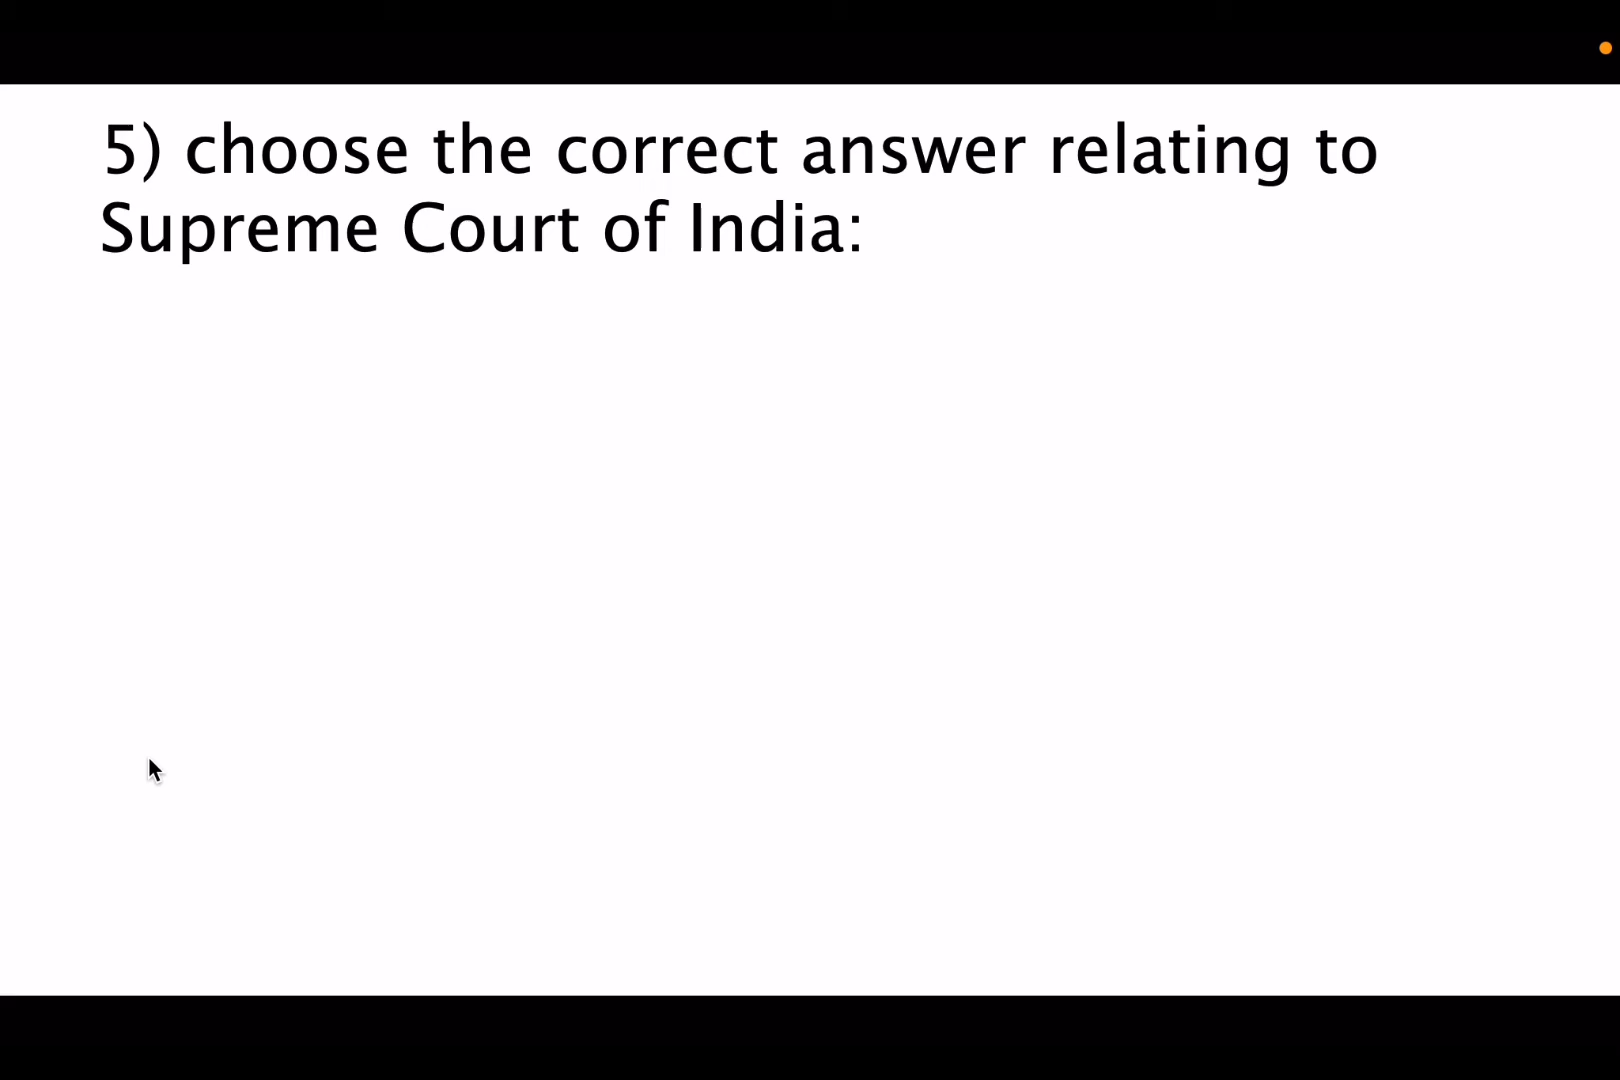 5) choose the correct answer relating to
Supreme Court of India: